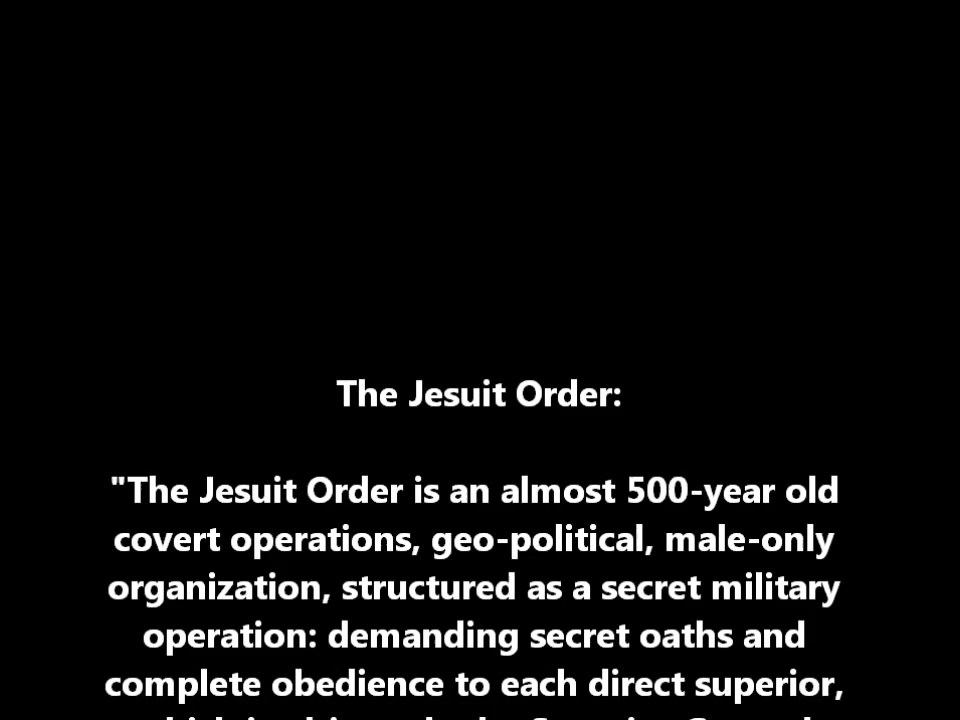 The Jesuit Order:
"The Jesuit Order is an almost 500-year old
covert operations, geo-political, male-only
organization, structured as a secret military
operation: demanding secret oaths and
complete obedience to each direct superior,